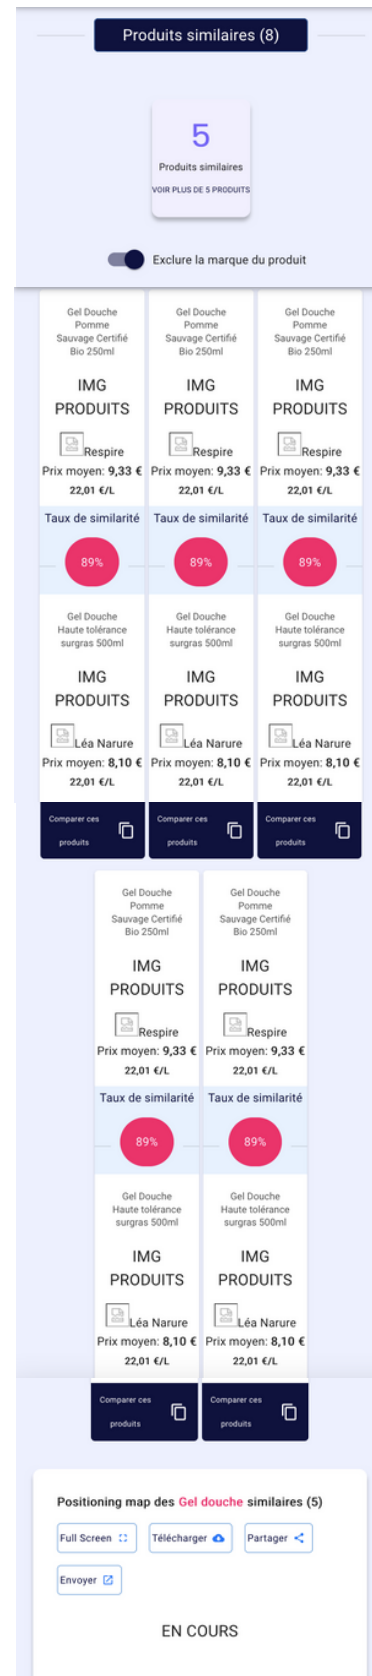 Produits similaires (8)
5
Produits similaires
VOIR PLUS DE 5 PRODUITS
Exclure la marque du produit
Gel Douche
Pomme
Sauvage Certifié
Bio 250ml
IMG
PRODUITS
Respire
Prix moyen: 9,33 €
22,01 €/L
Taux de similarité
89%
Gel Douche
Haute tolérance
surgras 500ml
IMG
PRODUITS
Léa Narure
Prix moyen: 8,10 €
22,01 €/L
Comparer ces
produits
Gel Douche
Pomme
Sauvage Certifié
Bio 250ml
IMG
PRODUITS
Respire
Prix moyen: 9,33 €
22,01 €/L
Taux de similarité
89%
Gel Douche
Haute tolérance
surgras 500ml
IMG
PRODUITS
Léa Narure
Prix moyen: 8,10 €
22,01 €/L
Comparer ces
produits
Gel Douche
Pomme
Sauvage Certifié
Bio 250ml
IMG
PRODUITS
Respire
Prix moyen: 9,33 €
22,01 €/L
Taux de similarité
89%
Gel Douche
Haute tolérance
surgras 500ml
IMG
PRODUITS
Léa Narure
Prix moyen: 8,10 €
22,01 €/L
Comparer ces
produits
Gel Douche
Pomme
Sauvage Certifié
Bio 250ml
IMG
PRODUITS
Respire
Prix moyen: 9,33 €
22,01 €/L
Taux de similarité
89%
Gel Douche
Haute tolérance
surgras 500ml
IMG
PRODUITS
Léa Narure
Prix moyen: 8,10 €
22,01 €/L
Comparer ces
produits
Gel Douche
Pomme
Sauvage Certifié
Bio 250ml
IMG
PRODUITS
Respire
Prix moyen: 9,33 €
22,01 €/L
Taux de similarité
89%
Gel Douche
Haute tolérance
surgras 500ml
IMG
PRODUITS
Léa Narure
Prix moyen: 8,10 €
22,01 €/L
Comparer ces
produits
Positioning map des Gel douche similaires (5)
Full Screen
Télécharger
Partager
Envoyer
EN COURS